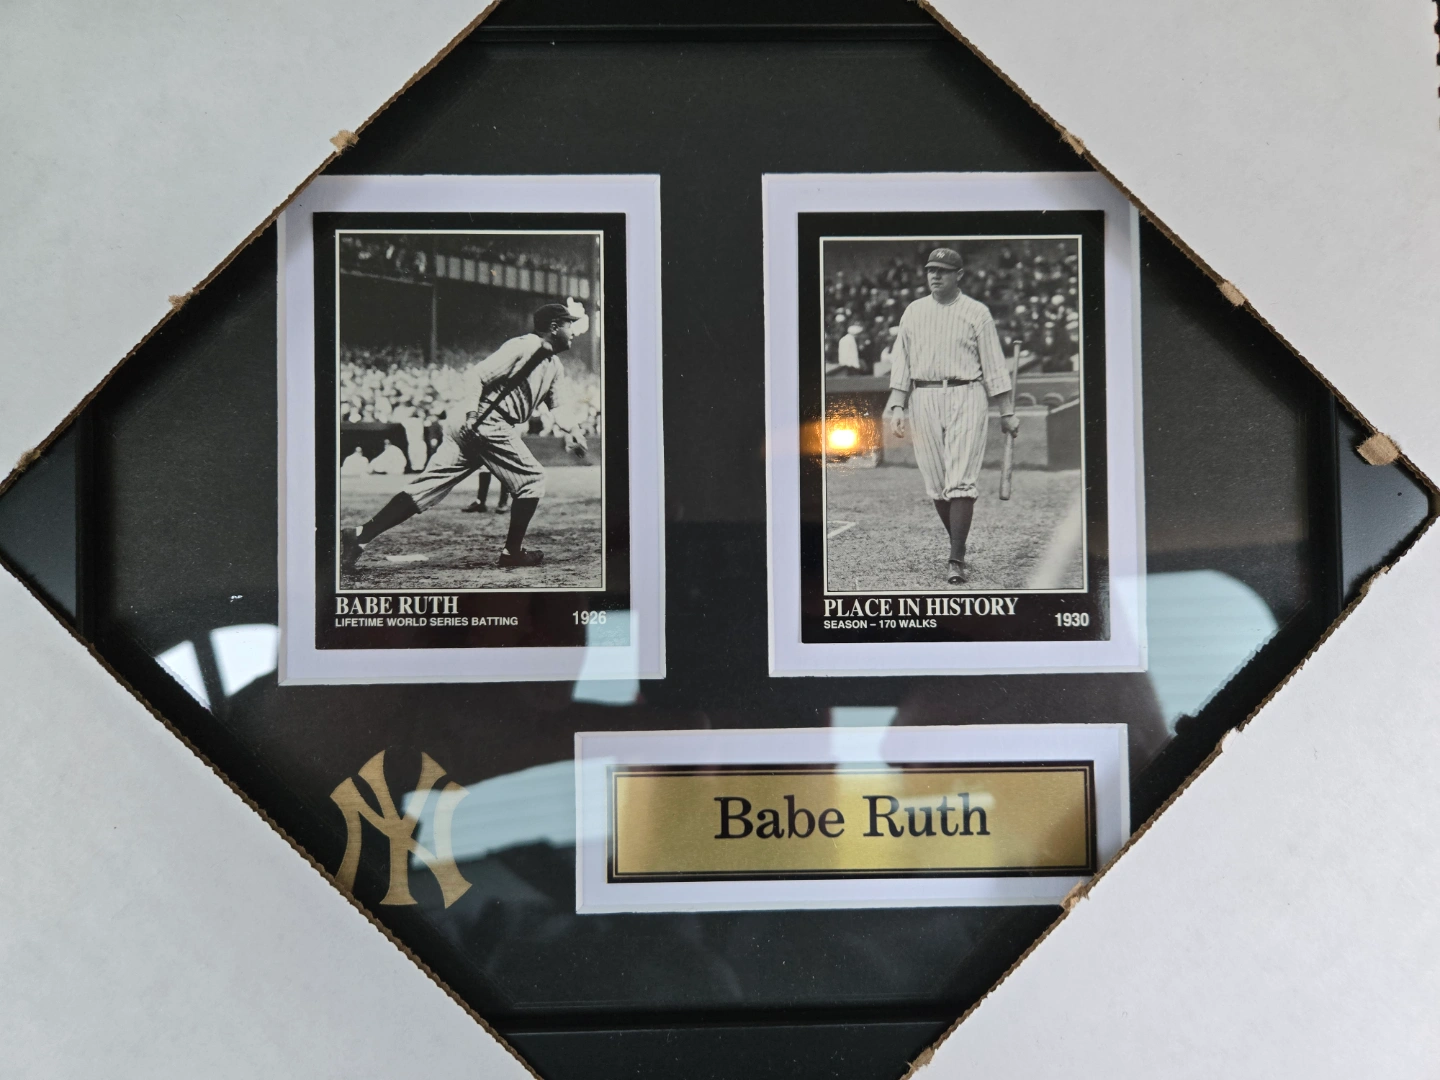 BABE RUTH
LIFETIME WORLD SERIES BATTING 1926
PLACE IN HISTORY
SEASON – 170 WALKS 1930
NY
Babe Ruth